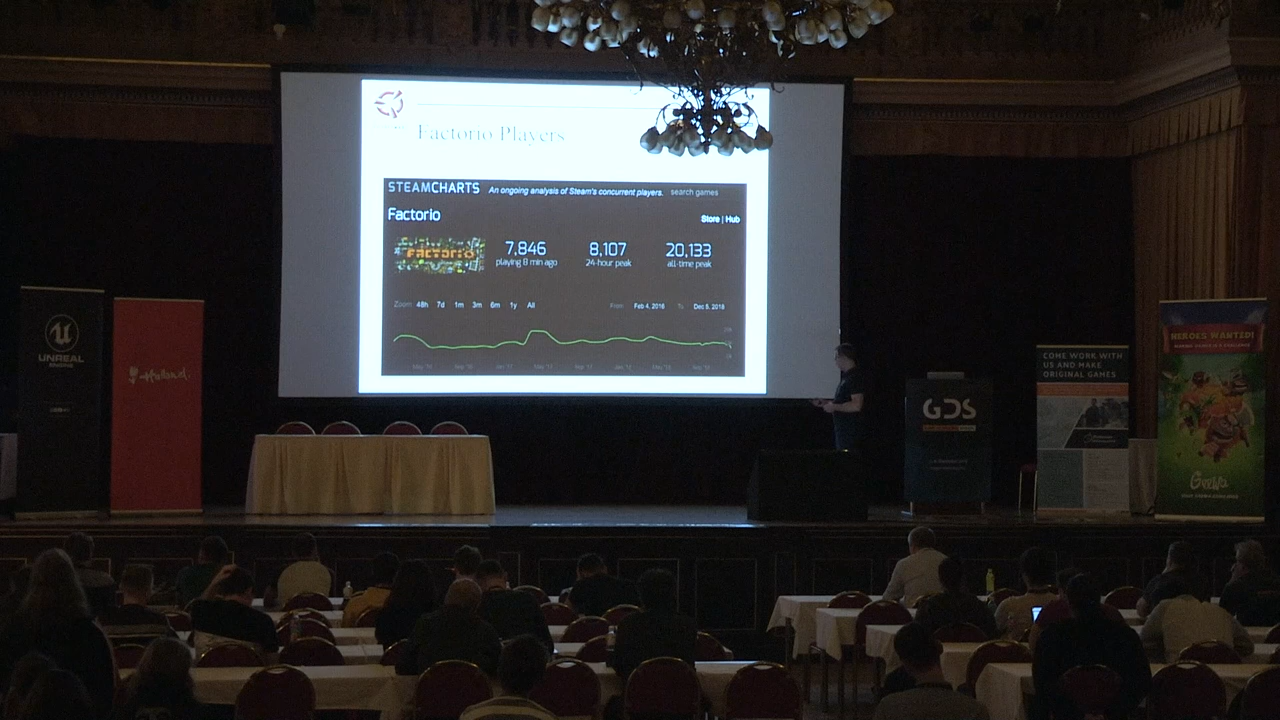 Factorio Players
STEAMCHARTS An ongoing analysis of Steam's concurrent players. search games
Factorio
Store | Hub
FACTORIO
7,846
playing 8 min ago
8,107
24-hour peak
20,133
all-time peak
Zoom 48h 7d 1m 3m 6m 1y All
From Feb 4, 2016 To Dec 5, 2018
UNREAL
GDS
COME WORK WITH
US AND MAKE
ORIGINAL GAMES
HEROES WANTED!